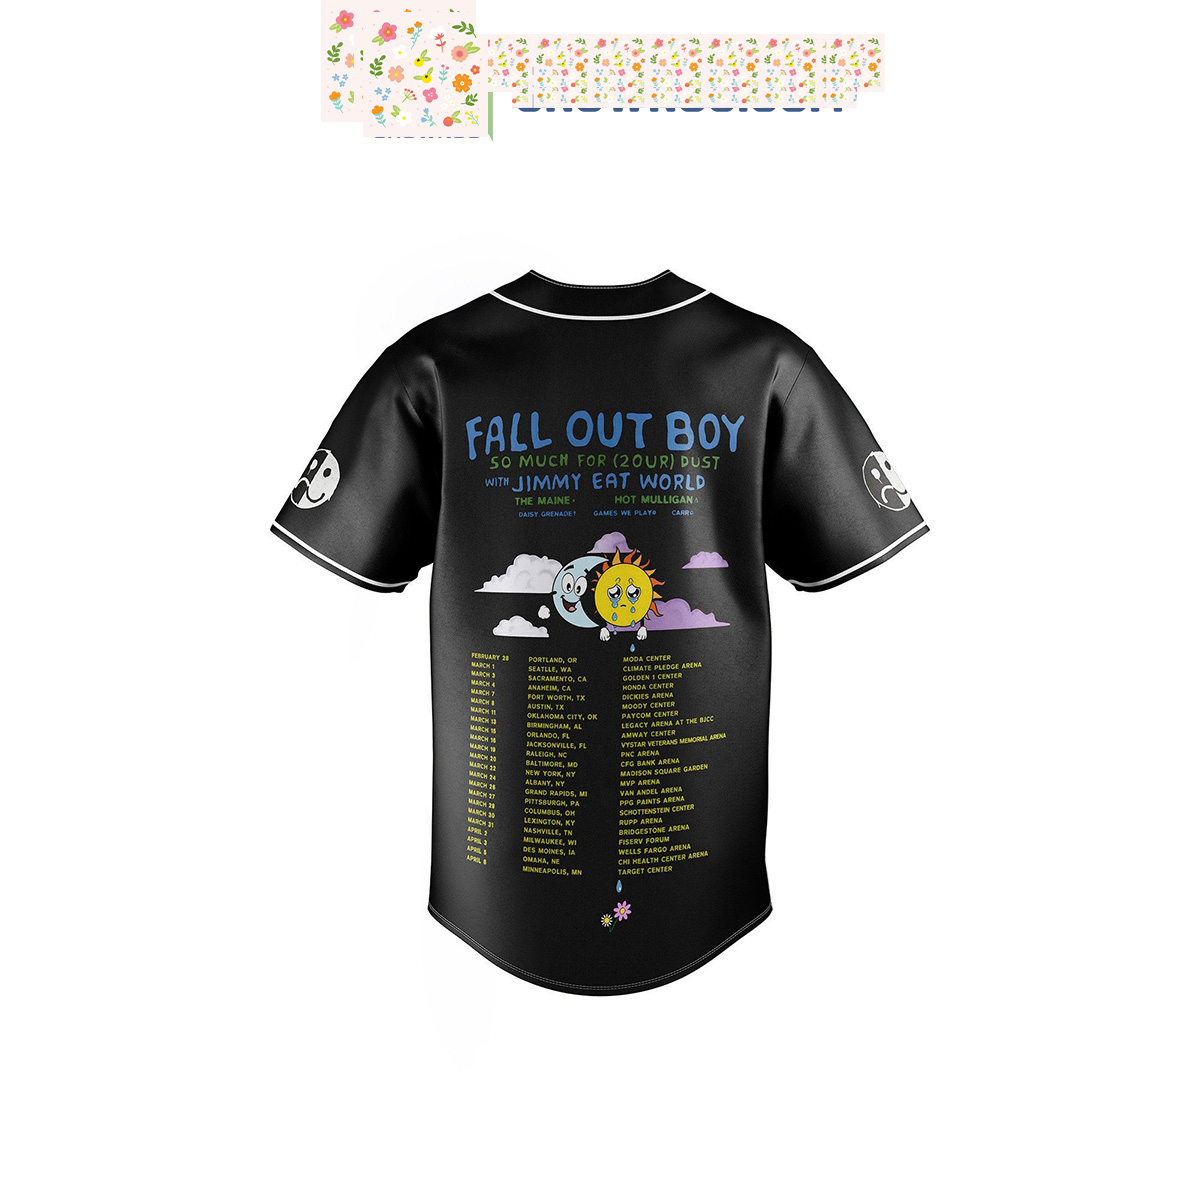 FALL OUT BOY
SO MUCH FOR (2OUR) DUST
WITH JIMMY EAT WORLD
THE MAINE HOT MULLIGAN
DAISY GRENADE GAMES WE PLAY CARR
FEBRUARY 28 PORTLAND, OR MODA CENTER
MARCH 1 SEATLLE, WA CLIMATE PLEDGE ARENA
MARCH 3 SACRAMENTO, CA GOLDEN 1 CENTER
MARCH 4 ANAHEIM, CA HONDA CENTER
MARCH 7 FORT WORTH, TX DICKIES ARENA
MARCH 8 AUSTIN, TX MOODY CENTER
MARCH 11 OKLAHOMA CITY, OK PAYCOM CENTER
MARCH 13 BIRMINGHAM, AL LEGACY ARENA AT THE BJCC
MARCH 15 ORLANDO, FL AMWAY CENTER
MARCH 16 JACKSONVILLE, FL VYSTAR VETERANS MEMORIAL ARENA
MARCH 19 RALEIGH, NC PNC ARENA
MARCH 20 BALTIMORE, MD CFG BANK ARENA
MARCH 22 NEW YORK, NY MADISON SQUARE GARDEN
MARCH 24 ALBANY, NY MVP ARENA
MARCH 26 GRAND RAPIDS, MI VAN ANDEL ARENA
MARCH 27 PITTSBURGH, PA PPG PAINTS ARENA
MARCH 29 COLUMBUS, OH SCHOTTENSTEIN CENTER
MARCH 30 LEXINGTON, KY RUPP ARENA
MARCH 31 NASHVILLE, TN BRIDGESTONE ARENA
APRIL 2 MILWAUKEE, WI FISERV FORUM
APRIL 3 DES MOINES, IA WELLS FARGO ARENA
APRIL 5 OMAHA, NE CHI HEALTH CENTER ARENA
APRIL 6 MINNEAPOLIS, MN TARGET CENTER